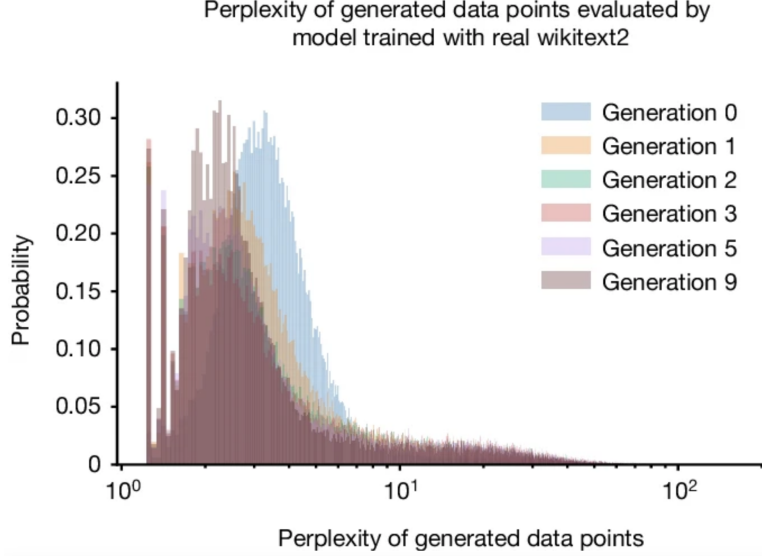 Perplexity of generated data points evaluated by
model trained with real wikitext2
0.30
0.25
0.20
0.15
0.10
0.05
0
Probability
Generation 0
Generation 1
Generation 2
Generation 3
Generation 5
Generation 9
10⁰
10¹
10²
Perplexity of generated data points